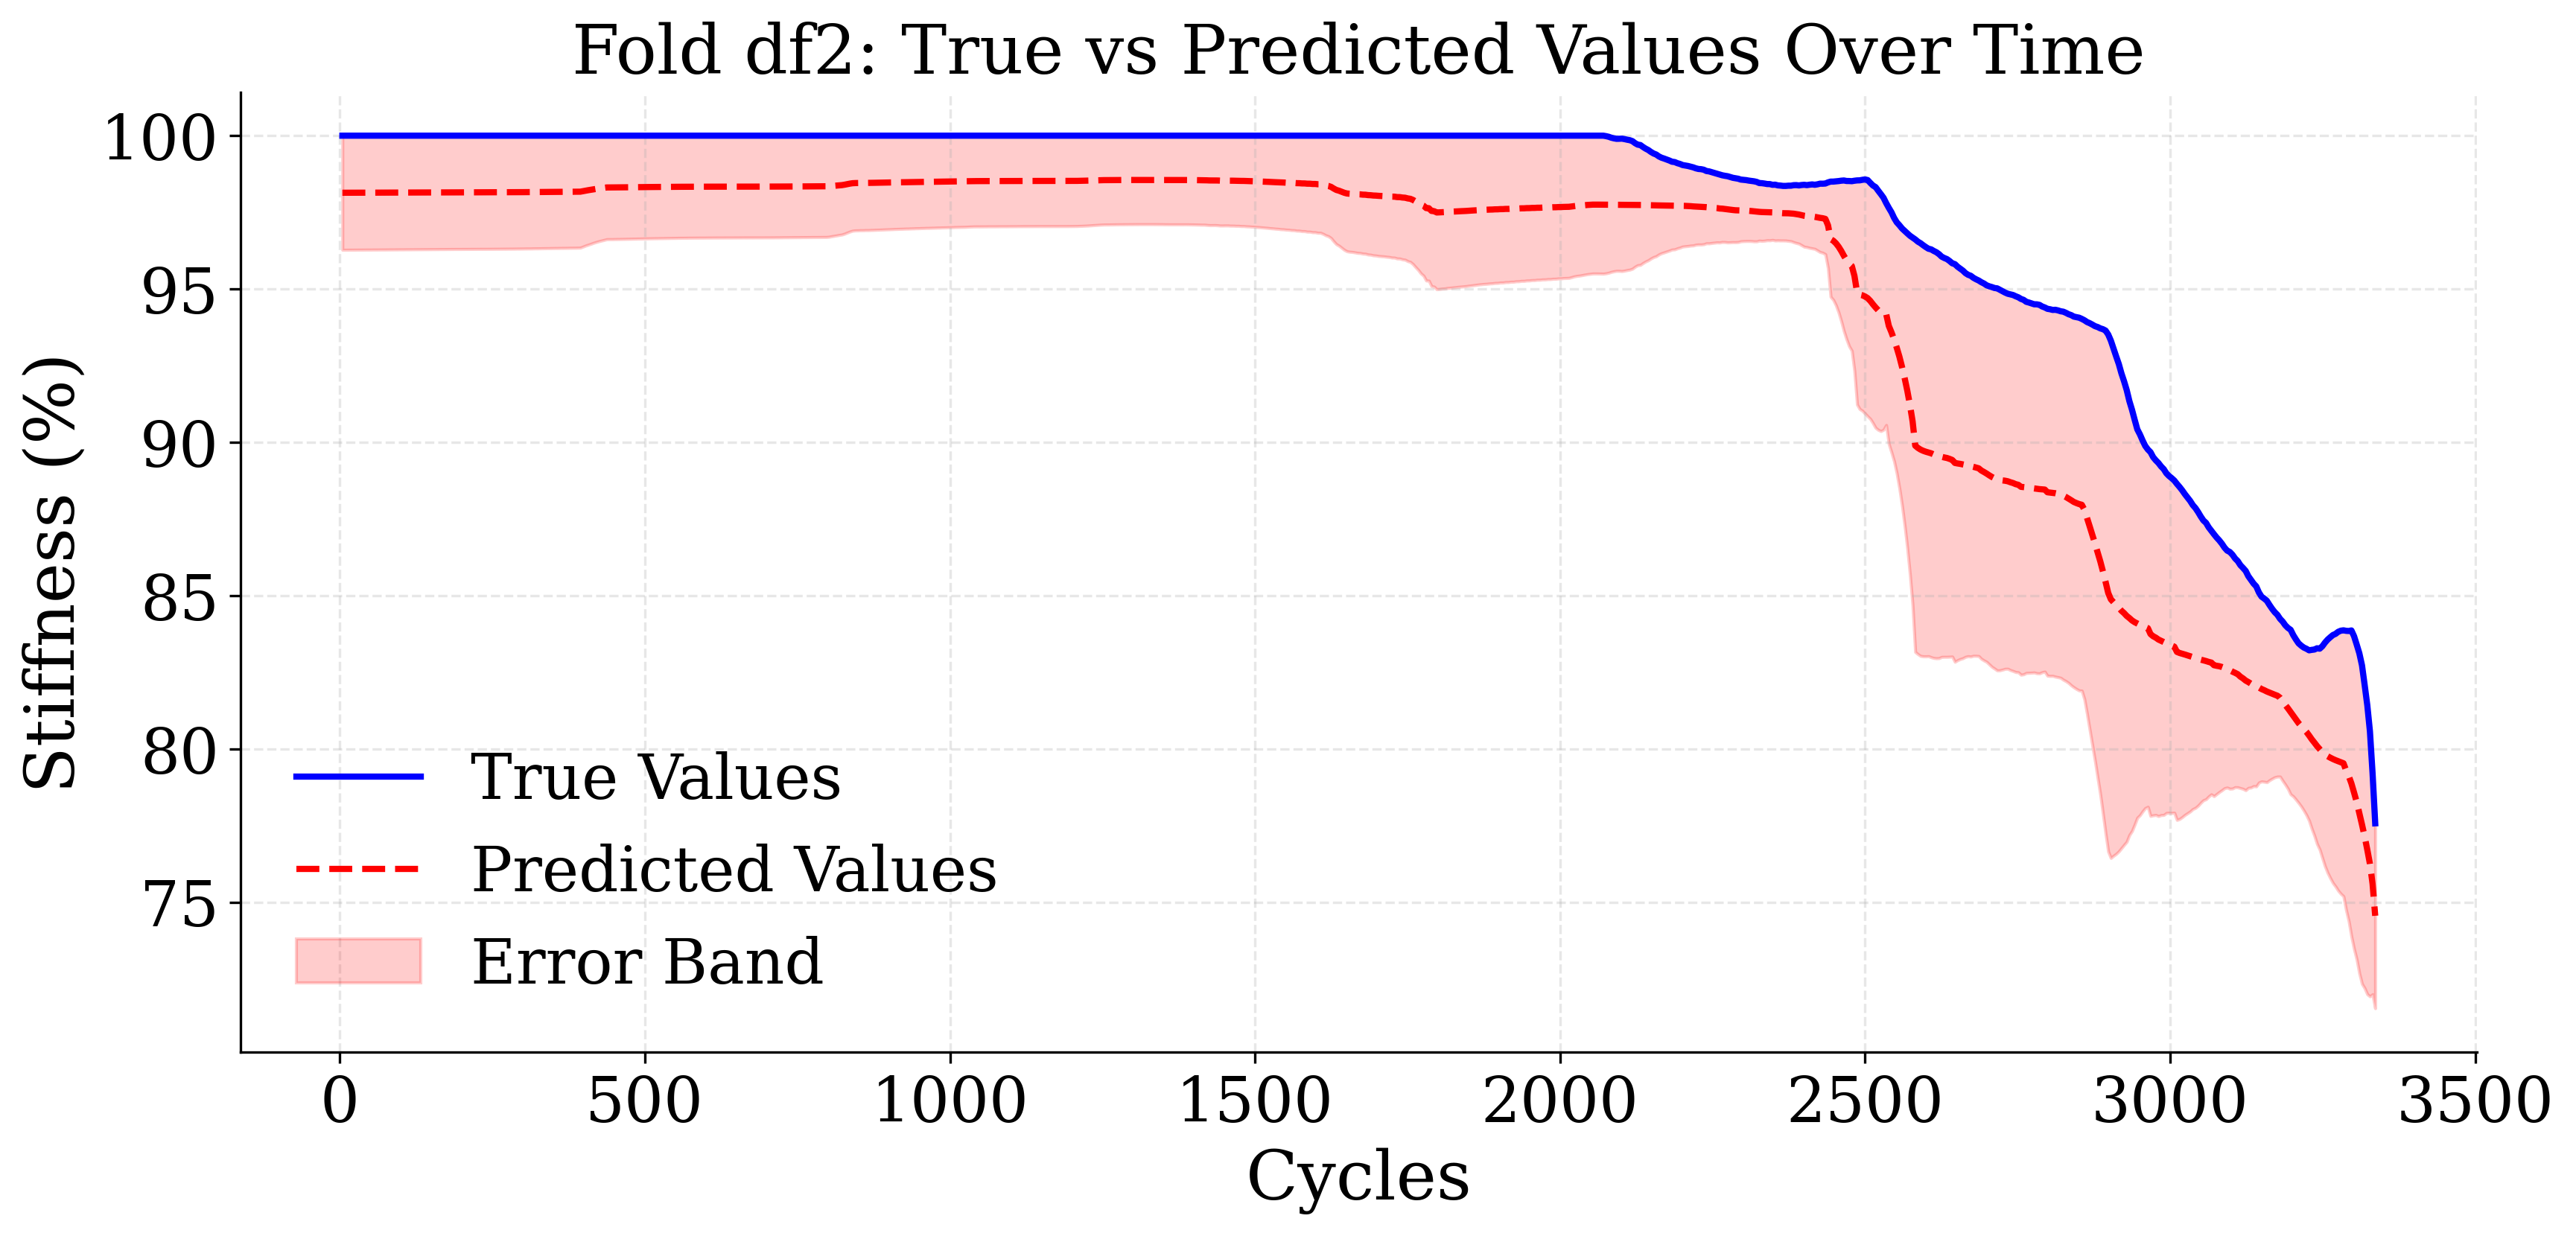 Fold df2: True vs Predicted Values Over Time
Stiffness (%)
100
95
90
85
80
75
True Values
Predicted Values
Error Band
0 500 1000 1500 2000 2500 3000 3500
Cycles